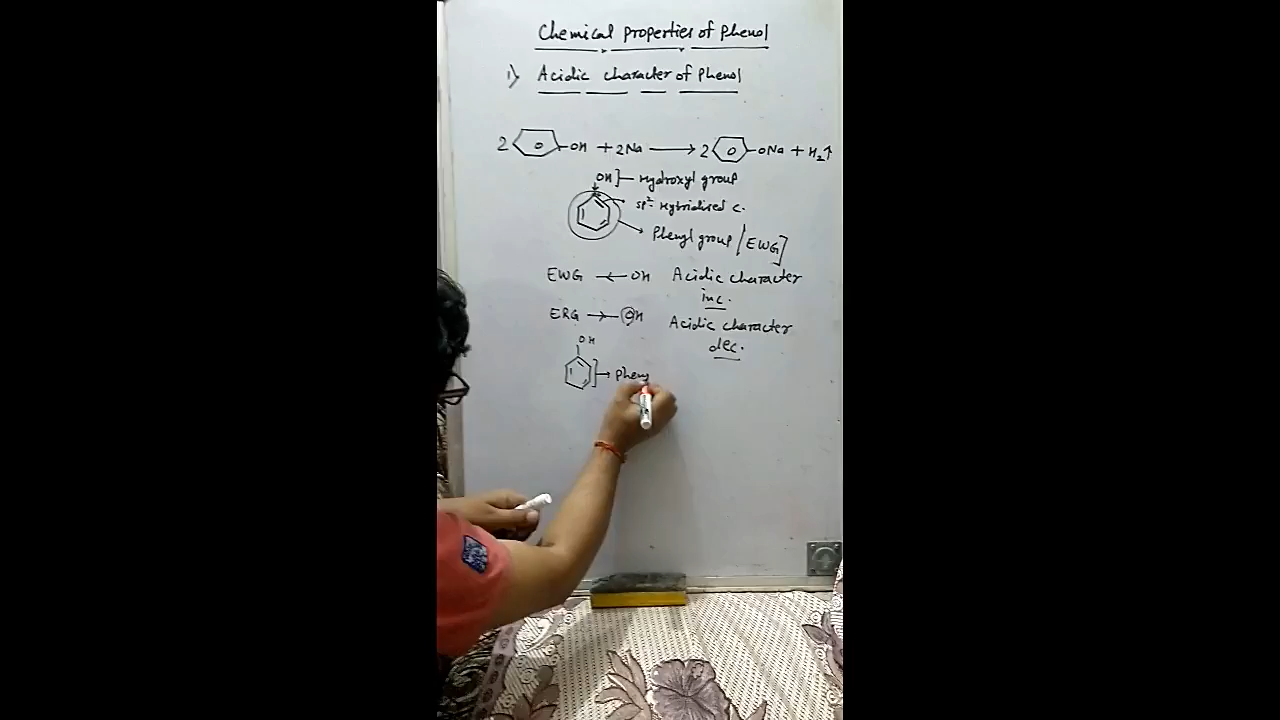 Chemical properties of Phenol
1) Acidic character of Phenol
2 -OH + 2Na → 2 -ONa + H₂↑
OH]— Hydroxyl group
sp² Hybridised C.
Phenyl group/EWG]
EWG ← OH Acidic character
inc.
ERG → OH Acidic character
dec.
OH
]→ Pheny